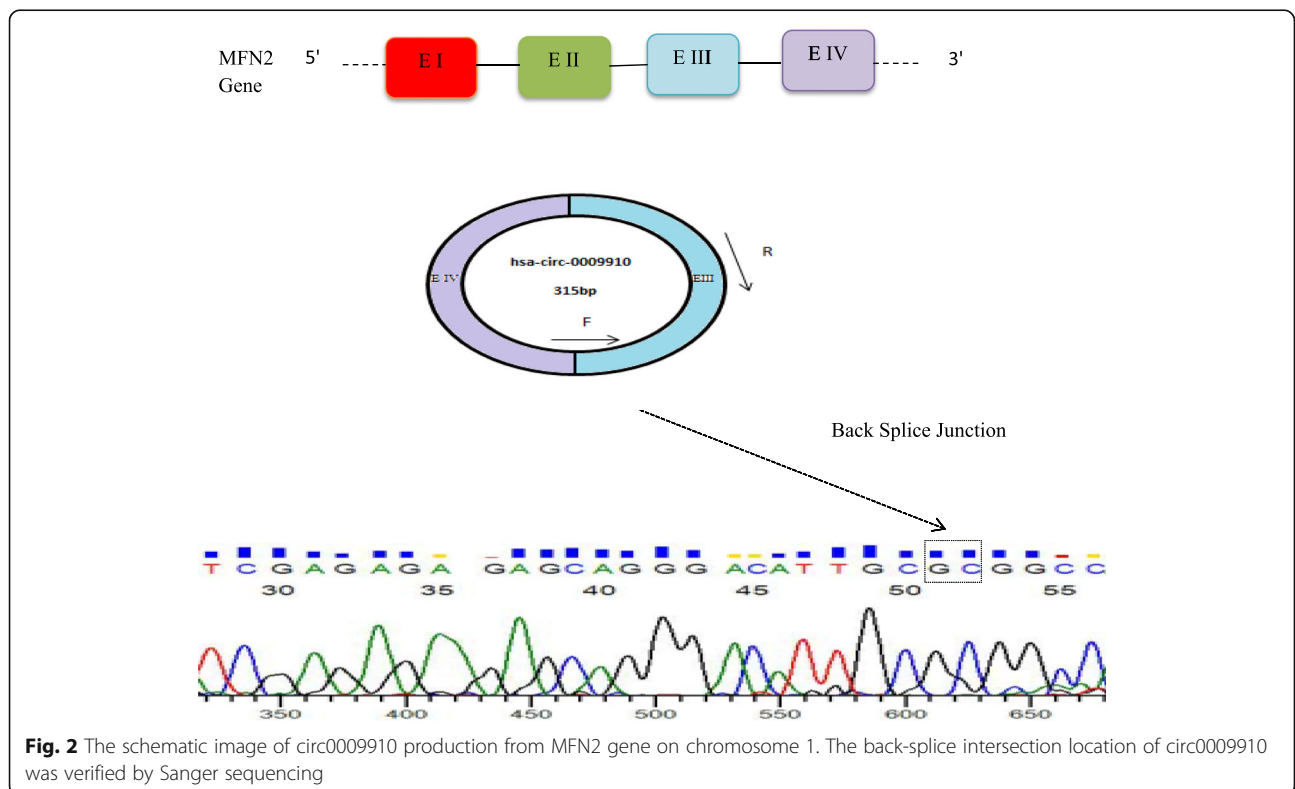 MFN2 Gene
5'
E I
E II
E III
E IV
3'
hsa-circ-0009910
315bp
E IV
EIII
R
F
Back Splice Junction
T C G A G A G A G A G C A G G G A C A T T G C G C G G C C
30 35 40 45 50 55
350 400 450 500 550 600 650
Fig. 2 The schematic image of circ0009910 production from MFN2 gene on chromosome 1. The back-splice intersection location of circ0009910
was verified by Sanger sequencing